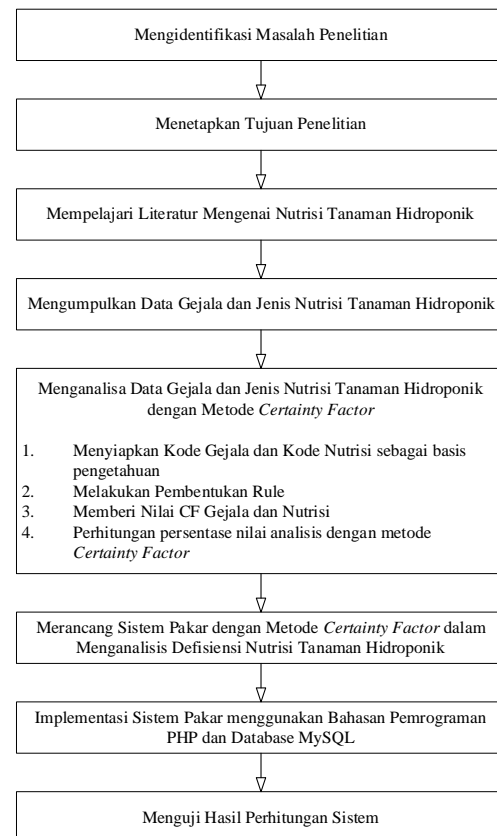 Mengidentifikasi Masalah Penelitian
Menetapkan Tujuan Penelitian
Mempelajari Literatur Mengenai Nutrisi Tanaman Hidroponik
Mengumpulkan Data Gejala dan Jenis Nutrisi Tanaman Hidroponik
Menganalisa Data Gejala dan Jenis Nutrisi Tanaman Hidroponik
dengan Metode Certainty Factor
1. Menyiapkan Kode Gejala dan Kode Nutrisi sebagai basis
pengetahuan
2. Melakukan Pembentukan Rule
3. Memberi Nilai CF Gejala dan Nutrisi
4. Perhitungan persentase nilai analisis dengan metode
Certainty Factor
Merancang Sistem Pakar dengan Metode Certainty Factor dalam
Menganalisis Defisiensi Nutrisi Tanaman Hidroponik
Implementasi Sistem Pakar menggunakan Bahasan Pemrograman
PHP dan Database MySQL
Menguji Hasil Perhitungan Sistem